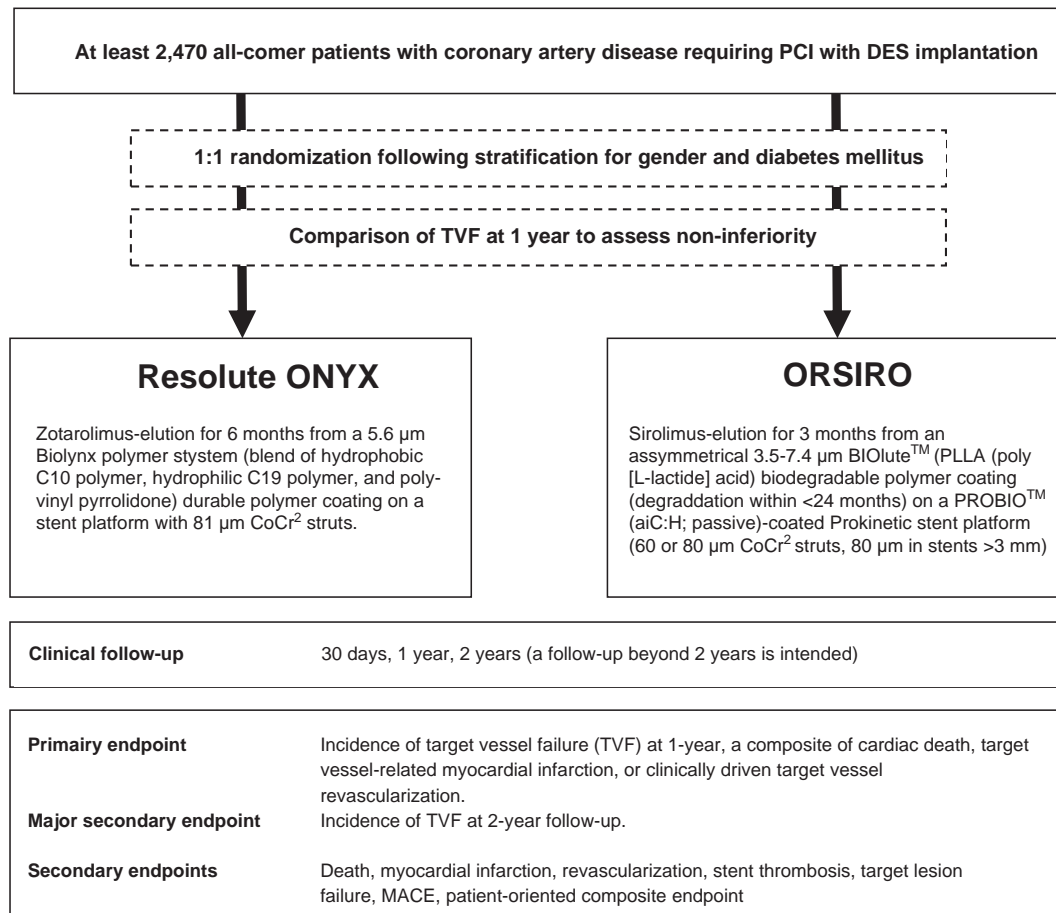 At least 2,470 all-comer patients with coronary artery disease requiring PCI with DES implantation
1:1 randomization following stratification for gender and diabetes mellitus
Comparison of TVF at 1 year to assess non-inferiority
Resolute ONYX
Zotarolimus-elution for 6 months from a 5.6 µm
Biolynx polymer stystem (blend of hydrophobic
C10 polymer, hydrophilic C19 polymer, and poly-
vinyl pyrrolidone) durable polymer coating on a
stent platform with 81 µm CoCr² struts.
ORSIRO
Sirolimus-elution for 3 months from an
assymmetrical 3.5-7.4 µm BIOlute™ (PLLA (poly
[L-lactide] acid) biodegradable polymer coating
(degraddation within <24 months) on a PROBIO™
(aiC:H; passive)-coated Prokinetic stent platform
(60 or 80 µm CoCr² struts, 80 µm in stents >3 mm)
Clinical follow-up 30 days, 1 year, 2 years (a follow-up beyond 2 years is intended)
Primairy endpoint Incidence of target vessel failure (TVF) at 1-year, a composite of cardiac death, target
vessel-related myocardial infarction, or clinically driven target vessel
revascularization.
Major secondary endpoint Incidence of TVF at 2-year follow-up.
Secondary endpoints Death, myocardial infarction, revascularization, stent thrombosis, target lesion
failure, MACE, patient-oriented composite endpoint